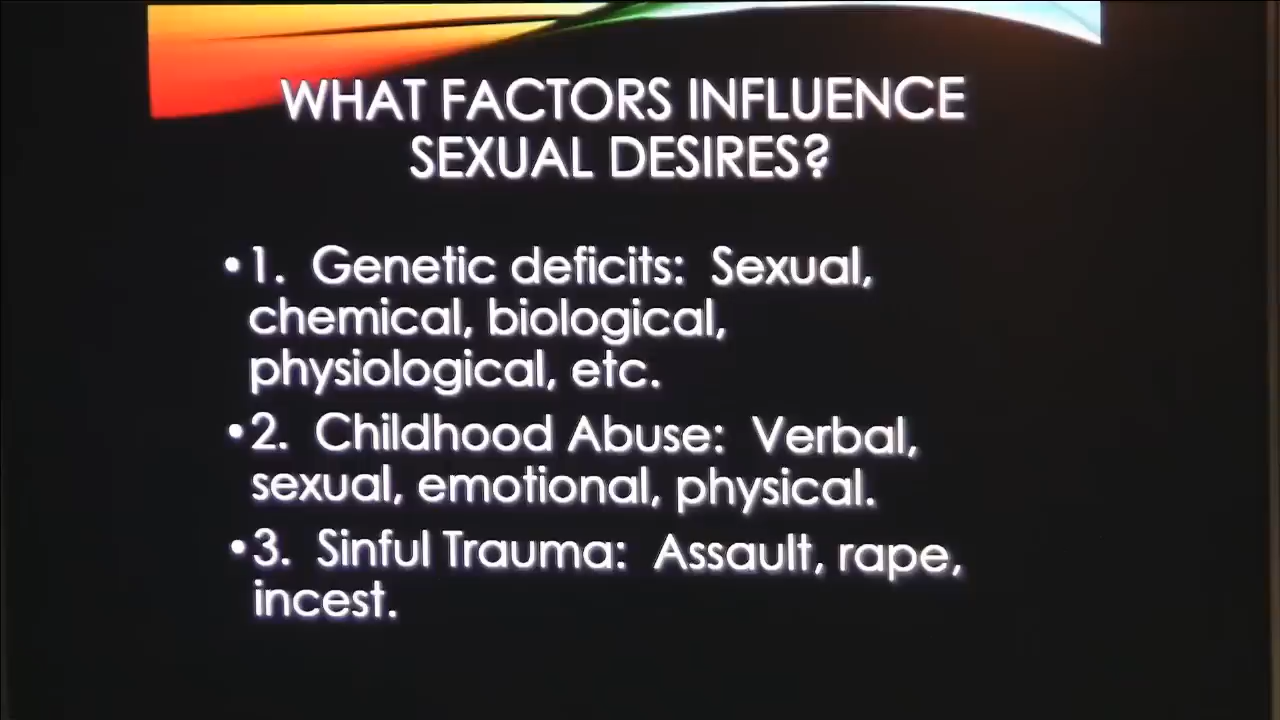 WHAT FACTORS INFLUENCE
SEXUAL DESIRES?
•1. Genetic deficits: Sexual,
chemical, biological,
physiological, etc.
•2. Childhood Abuse: Verbal,
sexual, emotional, physical.
•3. Sinful Trauma: Assault, rape,
incest.